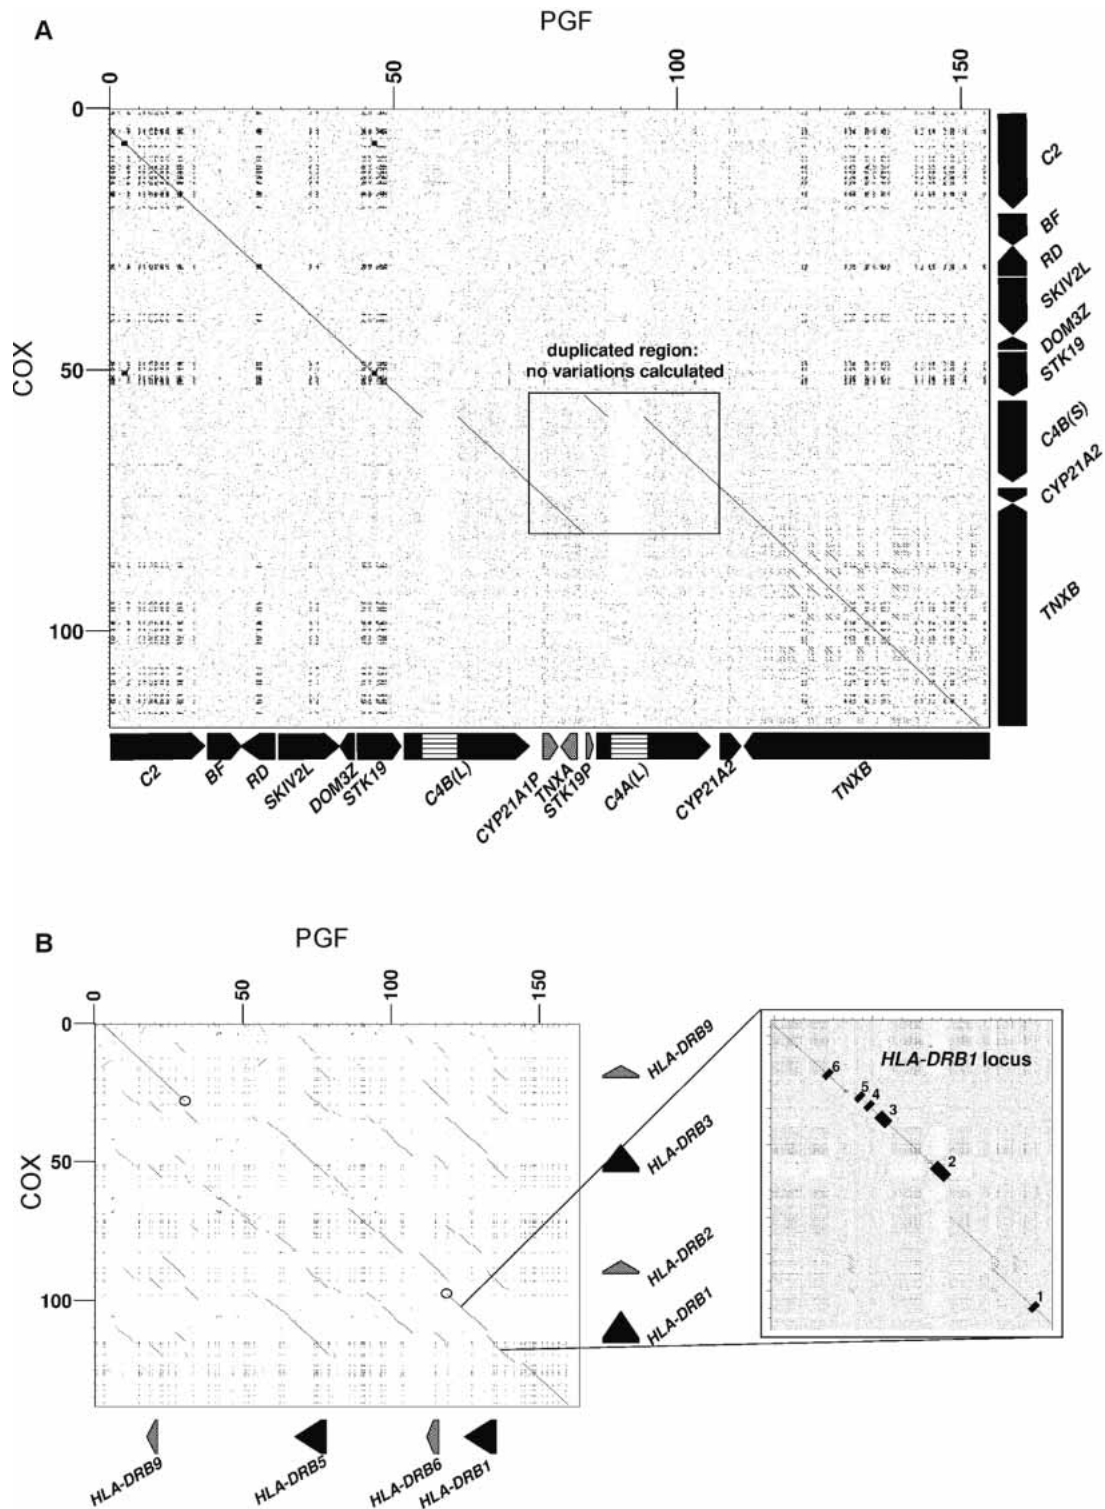 A
PGF
0
50
100
150
0
50
100
COX
duplicated region:
no variations calculated
C2
BF
RD
SKIV2L
DOM3Z
STK19
C4B(S)
CYP21A2
TNXB
C2
BF
RD
SKIV2L
DOM3Z
STK19
C4B(L)
CYP21A1P
TNXA
STK19P
C4A(L)
CYP21A2
TNXB
B
PGF
0
50
100
150
0
50
100
COX
HLA-DRB9
HLA-DRB3
HLA-DRB2
HLA-DRB1
HLA-DRB1 locus
6
5
4
3
2
1
HLA-DRB9
HLA-DRB5
HLA-DRB6
HLA-DRB1